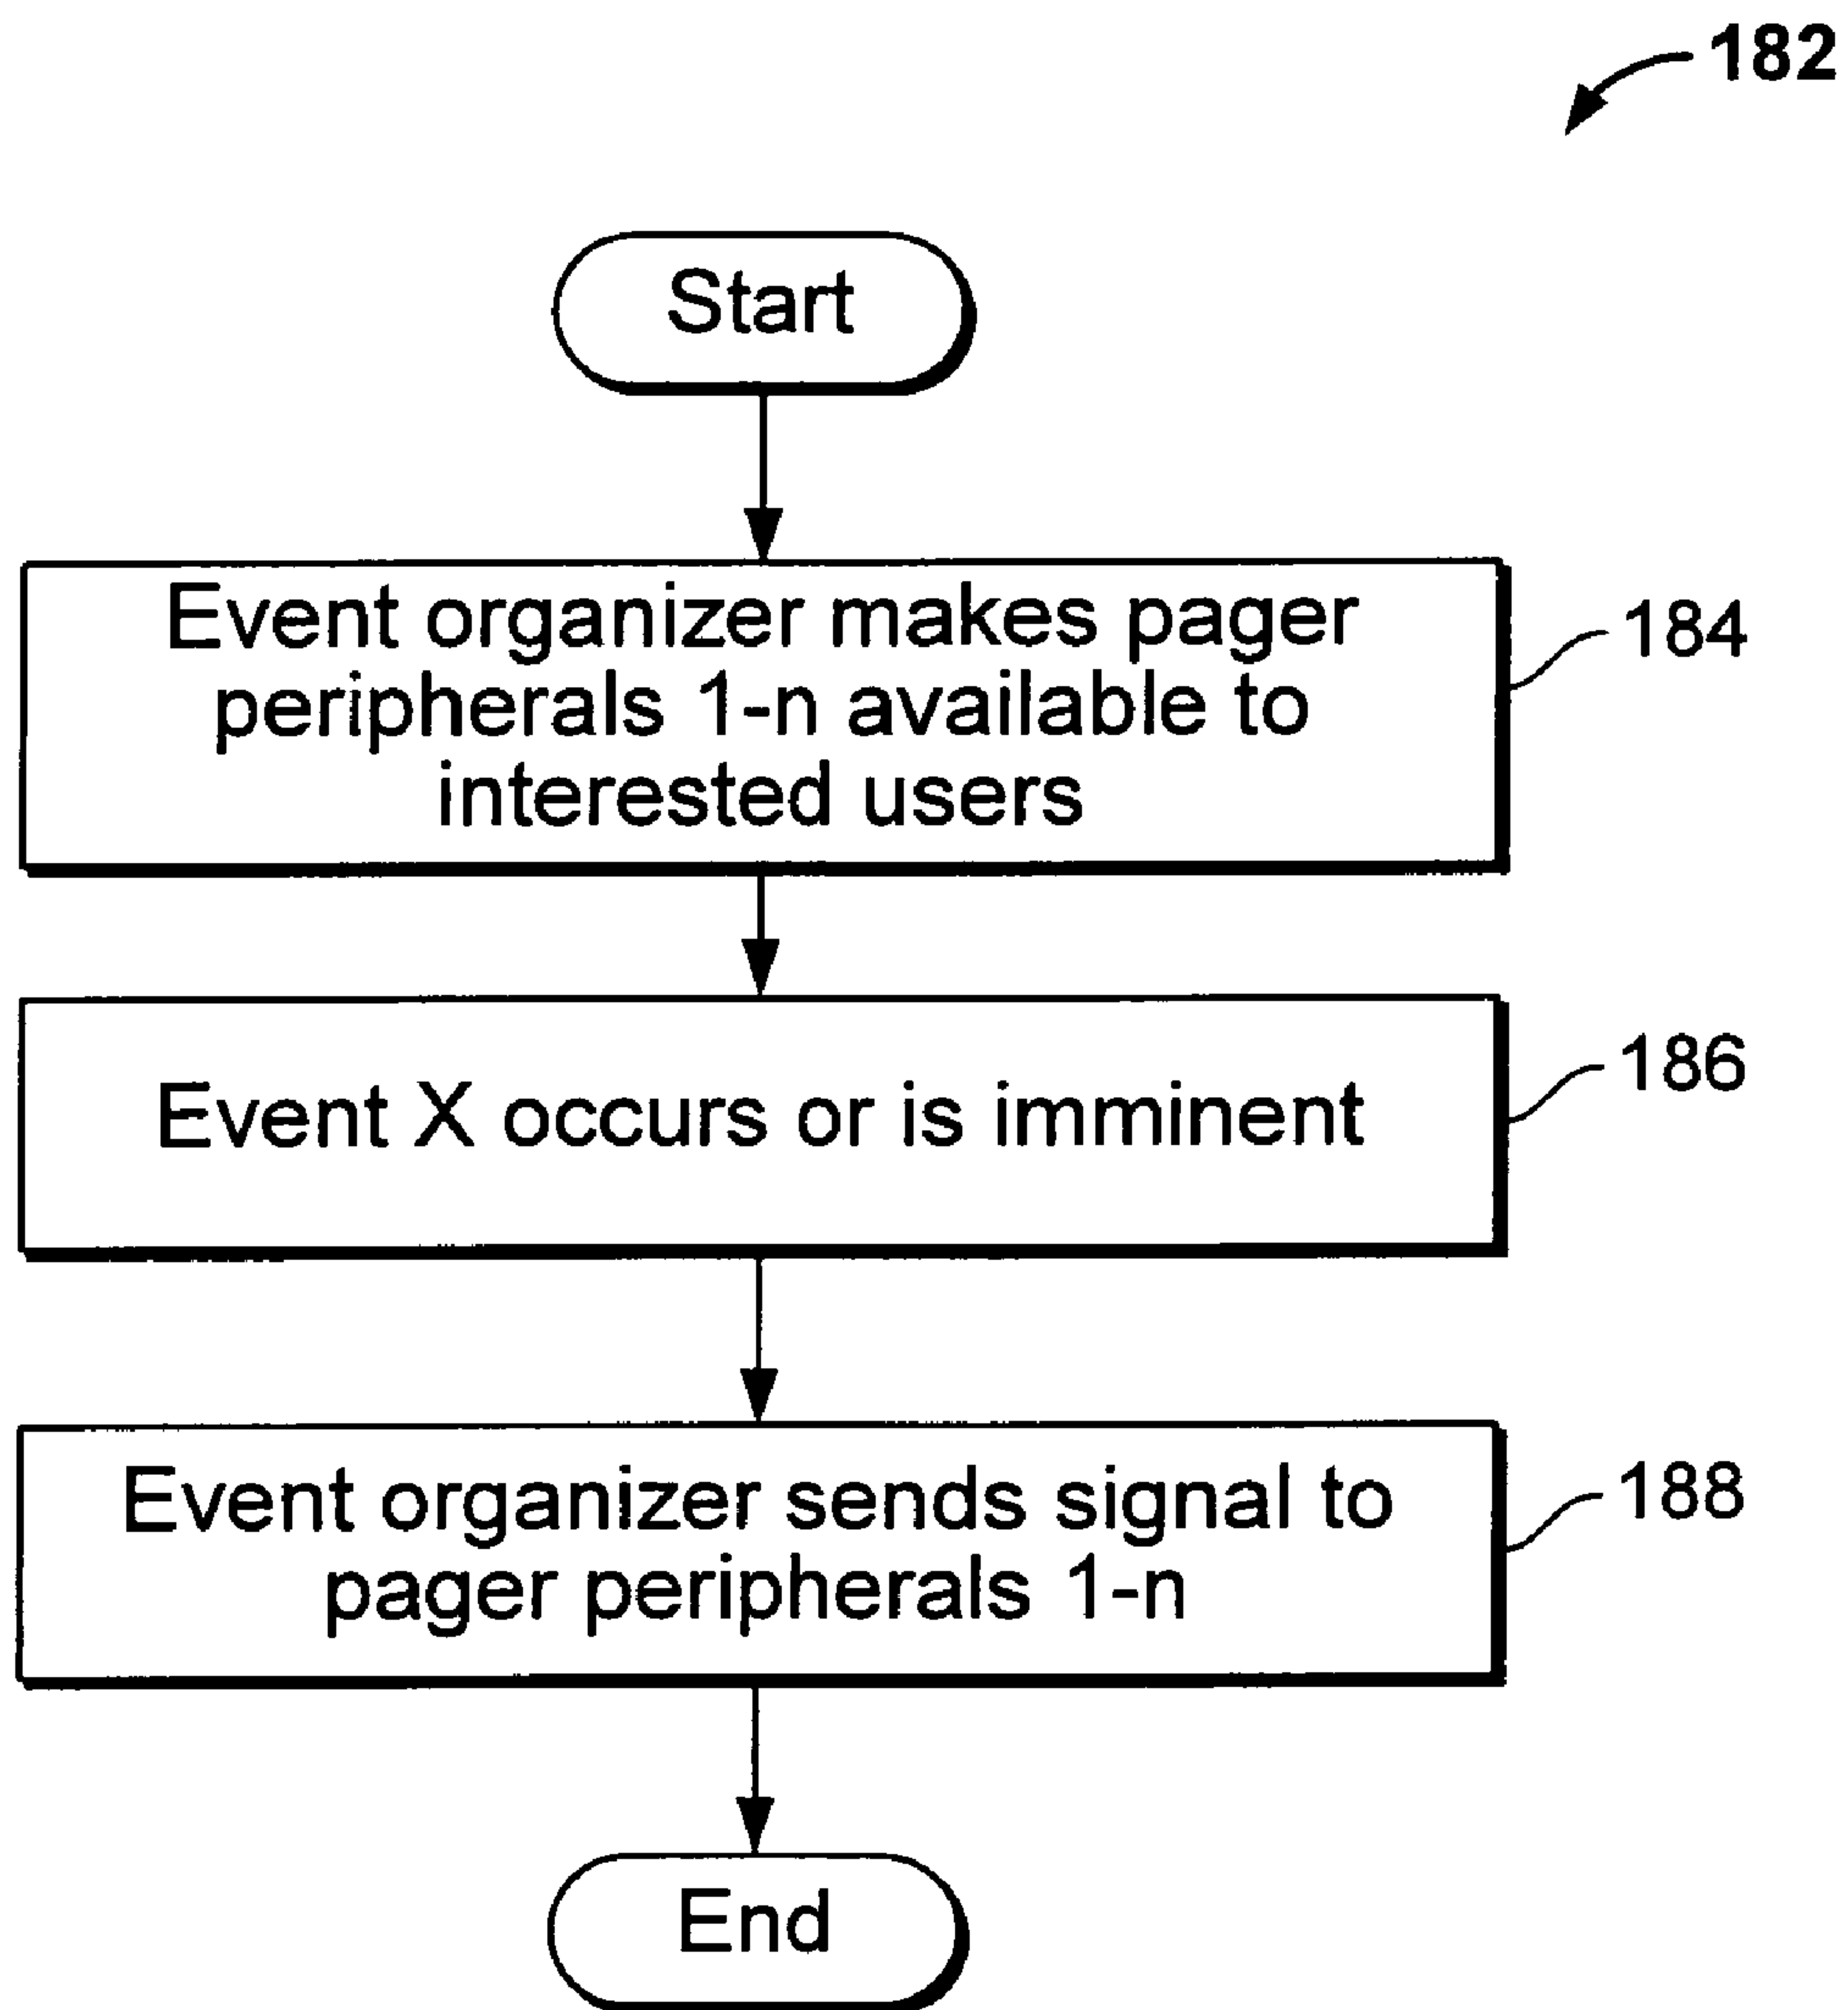 182
Start
Event organizer makes pager
peripherals 1-n available to
interested users
184
Event X occurs or is imminent
186
Event organizer sends signal to
pager peripherals 1-n
188
End